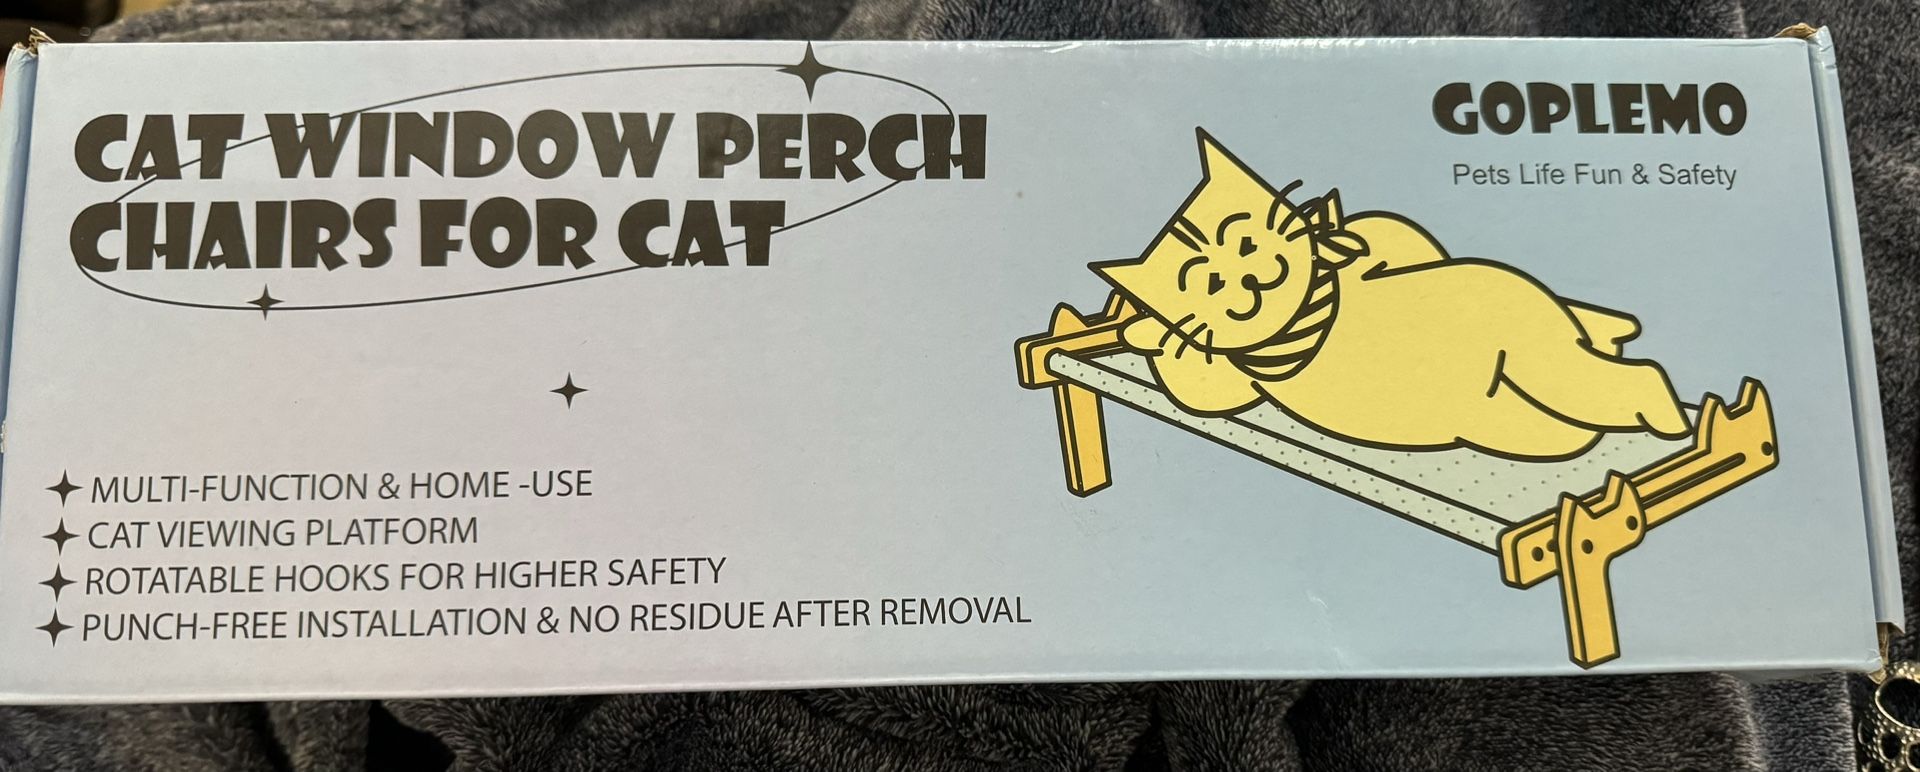 CAT WINDOW PERCH
CHAIRS FOR CAT
GOPLEMO
Pets Life Fun & Safety
MULTI-FUNCTION & HOME -USE
CAT VIEWING PLATFORM
ROTATABLE HOOKS FOR HIGHER SAFETY
PUNCH-FREE INSTALLATION & NO RESIDUE AFTER REMOVAL